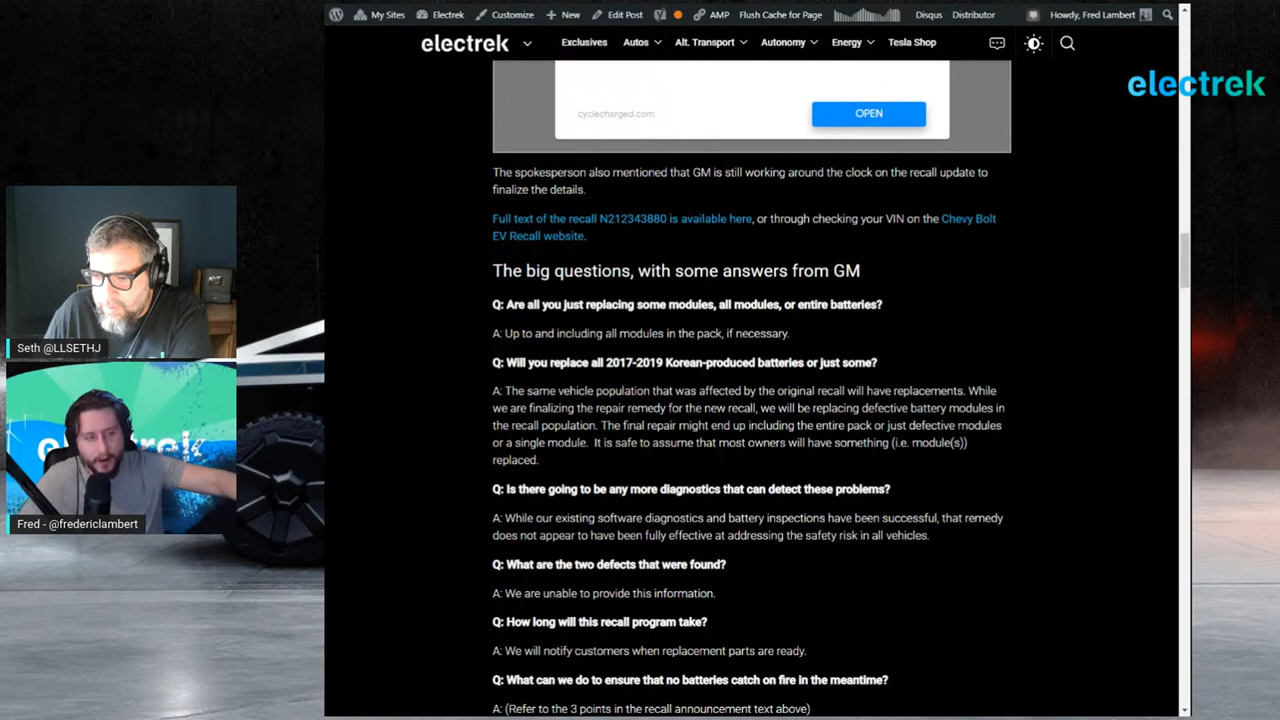 My Sites Electrek Customize New Edit Post AMP Flush Cache for Page Disqus Distributor Howdy, Fred Lambert
electrek Exclusives Autos Alt. Transport Autonomy Energy Tesla Shop
electrek
cyclecharged.com OPEN
The spokesperson also mentioned that GM is still working around the clock on the recall update to
finalize the details.
Full text of the recall N212343880 is available here, or through checking your VIN on the Chevy Bolt
EV Recall website.
The big questions, with some answers from GM
Q: Are all you just replacing some modules, all modules, or entire batteries?
A: Up to and including all modules in the pack, if necessary.
Q: Will you replace all 2017-2019 Korean-produced batteries or just some?
A: The same vehicle population that was affected by the original recall will have replacements. While
we are finalizing the repair remedy for the new recall, we will be replacing defective battery modules in
the recall population. The final repair might end up including the entire pack or just defective modules
or a single module. It is safe to assume that most owners will have something (i.e. module(s))
replaced.
Q: Is there going to be any more diagnostics that can detect these problems?
A: While our existing software diagnostics and battery inspections have been successful, that remedy
does not appear to have been fully effective at addressing the safety risk in all vehicles.
Q: What are the two defects that were found?
A: We are unable to provide this information.
Q: How long will this recall program take?
A: We will notify customers when replacement parts are ready.
Q: What can we do to ensure that no batteries catch on fire in the meantime?
A: (Refer to the 3 points in the recall announcement text above)
Seth @LLSETHJ
Fred - @fredericlambert